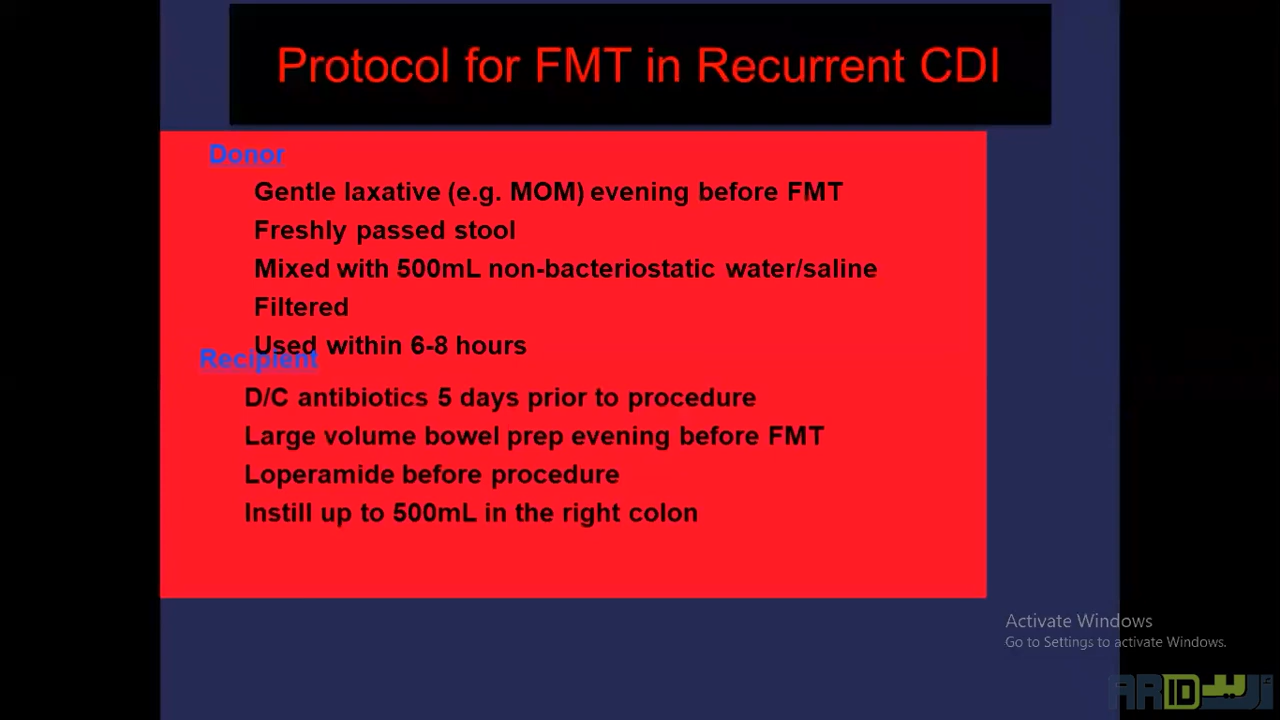 Protocol for FMT in Recurrent CDI
Donor
Gentle laxative (e.g. MOM) evening before FMT
Freshly passed stool
Mixed with 500mL non-bacteriostatic water/saline
Filtered
Used within 6-8 hours
Recipient
D/C antibiotics 5 days prior to procedure
Large volume bowel prep evening before FMT
Loperamide before procedure
Instill up to 500mL in the right colon
Activate Windows
Go to Settings to activate Windows.
ARID أريد